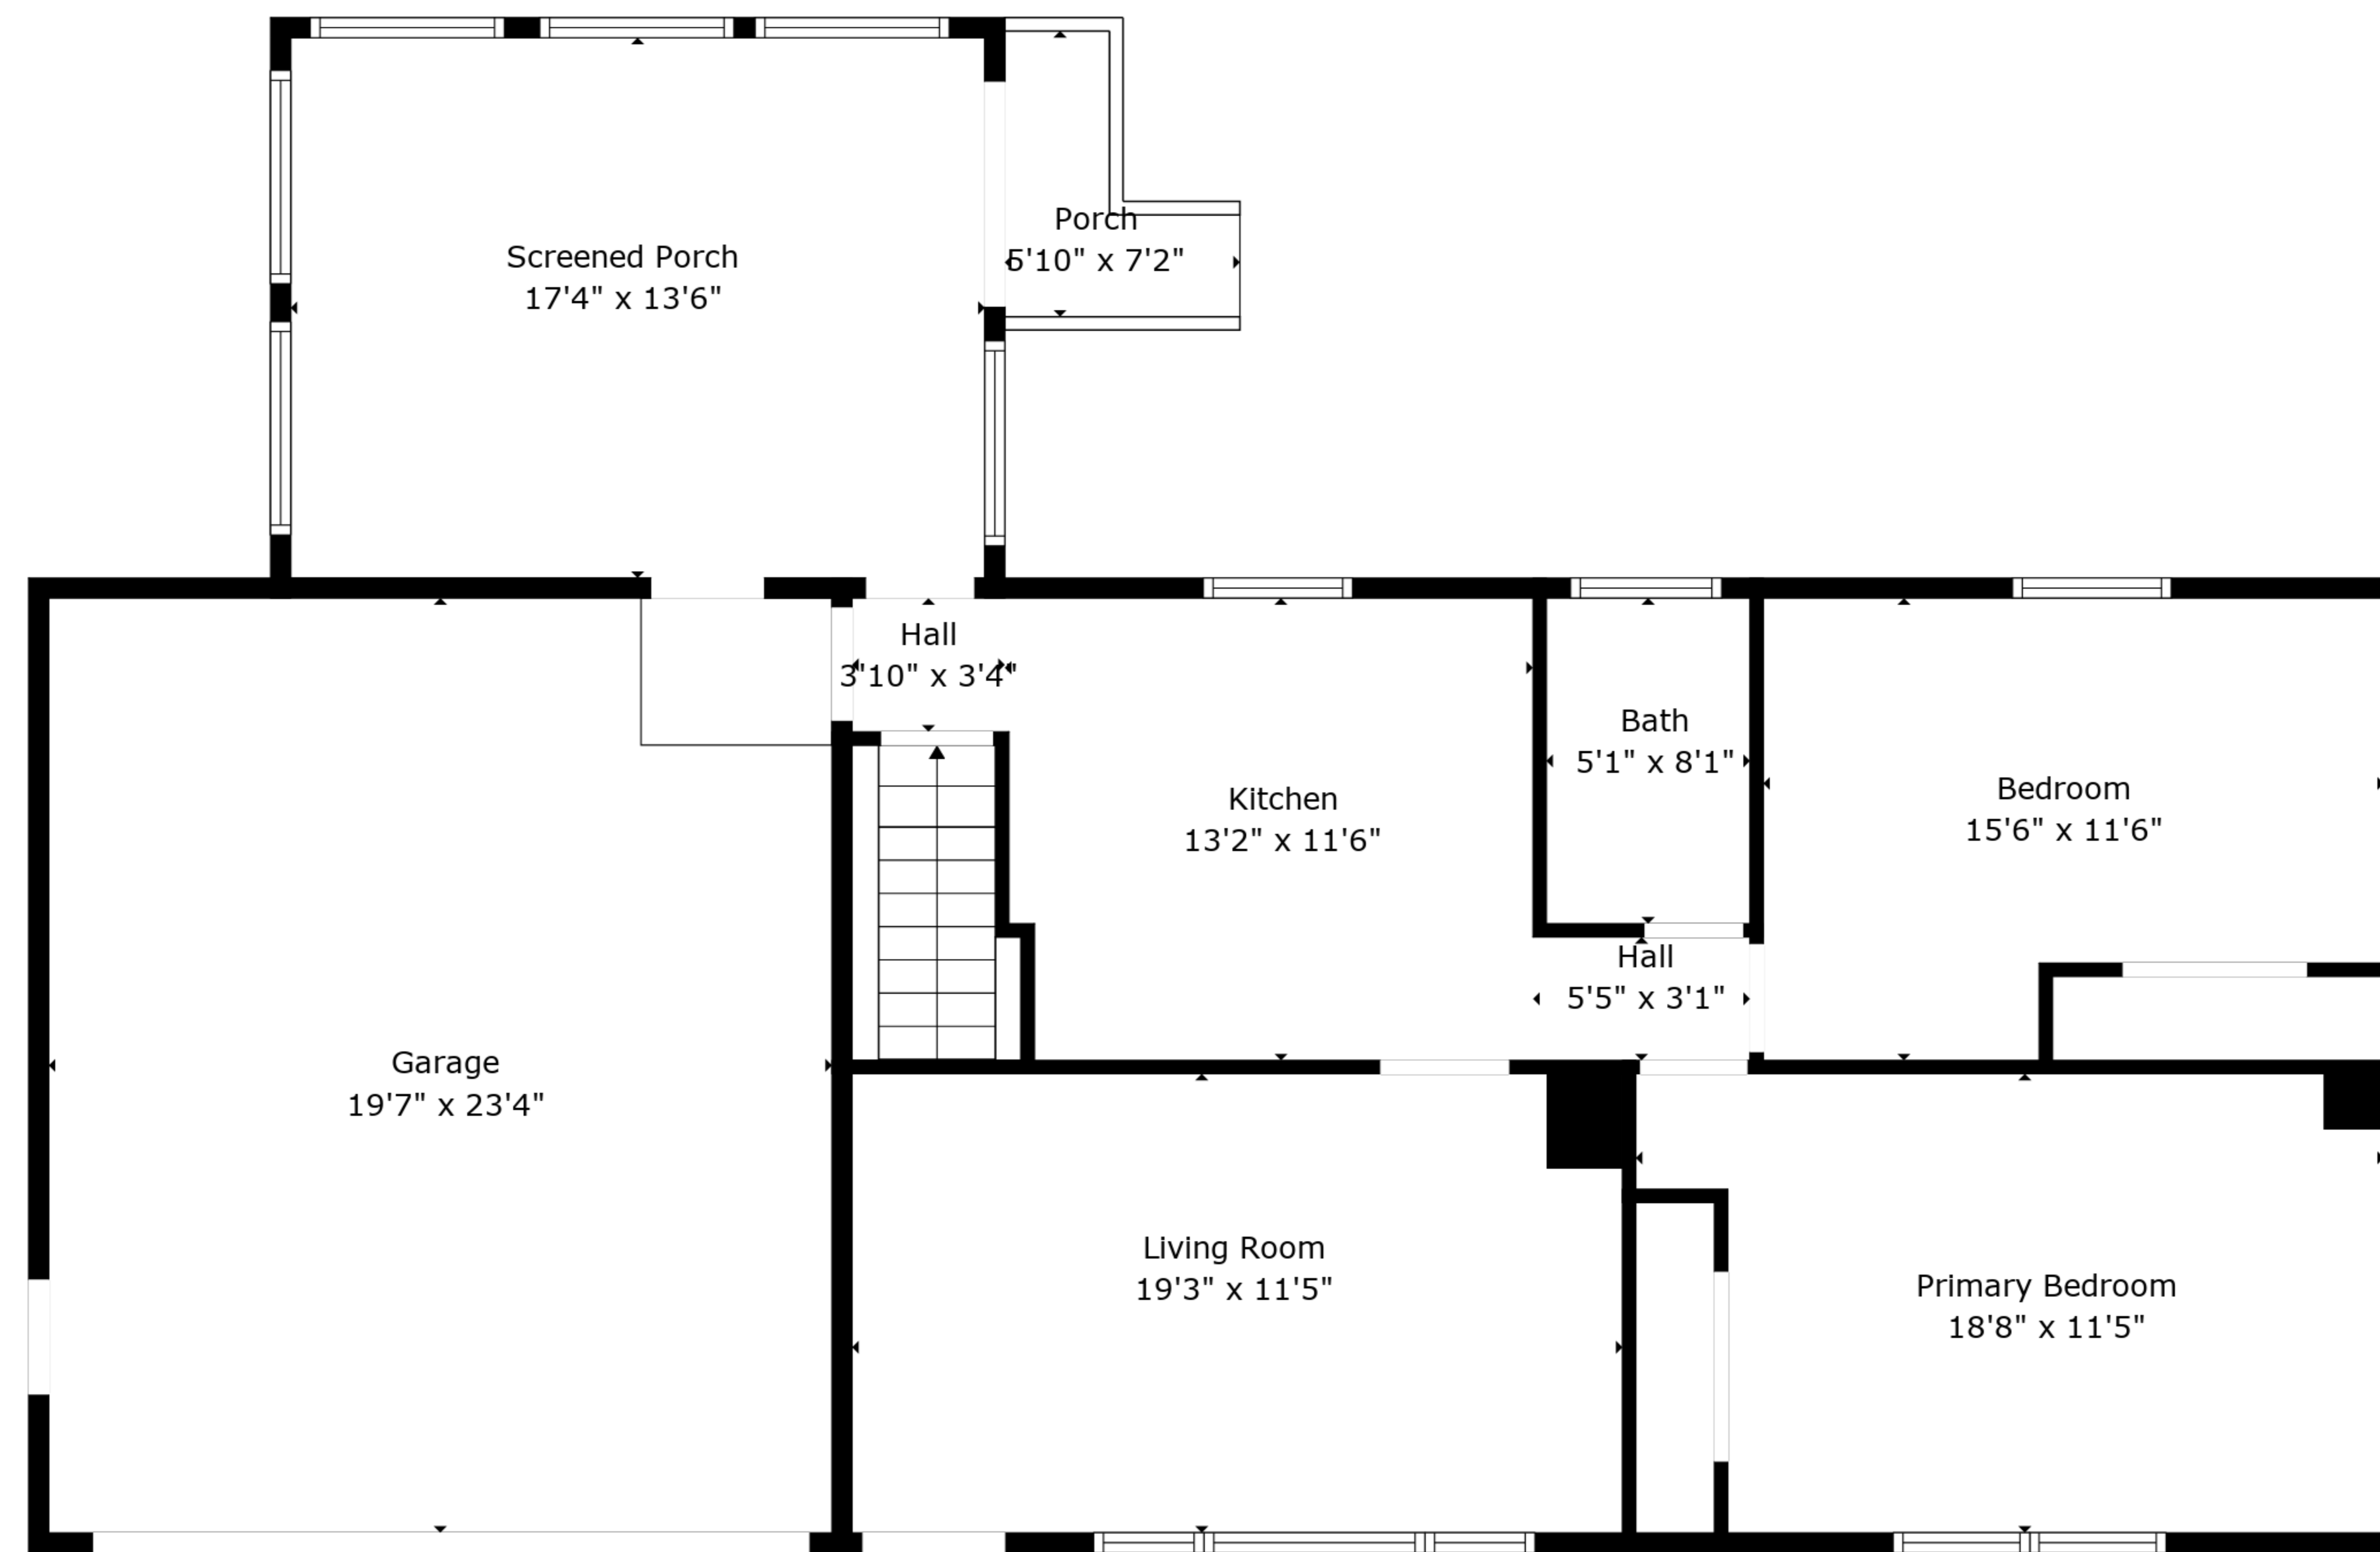 Porch
5'10" x 7'2"
Screened Porch
17'4" x 13'6"
Hall
3'10" x 3'4"
Bath
5'1" x 8'1"
Kitchen
13'2" x 11'6"
Bedroom
15'6" x 11'6"
Hall
5'5" x 3'1"
Garage
19'7" x 23'4"
Living Room
19'3" x 11'5"
Primary Bedroom
18'8" x 11'5"